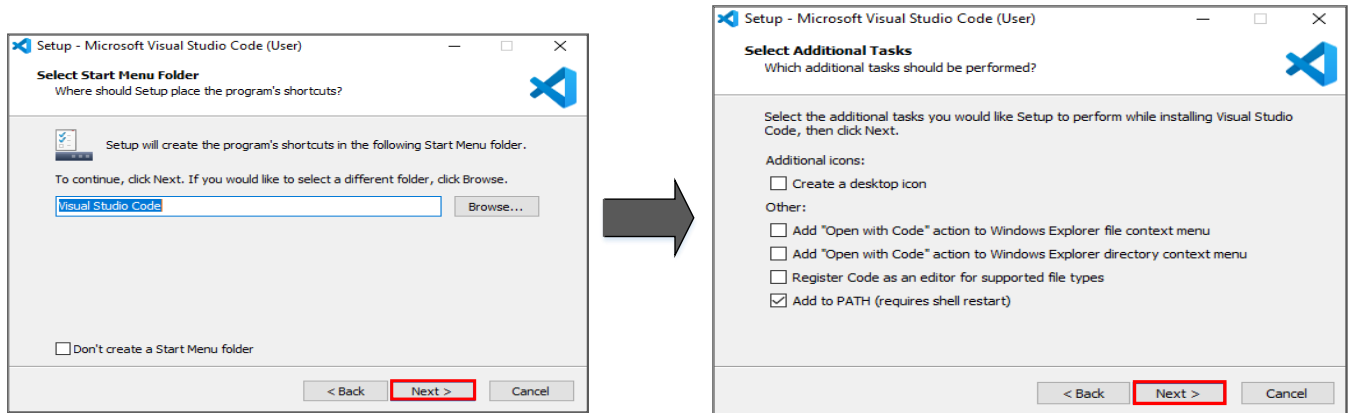 Setup - Microsoft Visual Studio Code (User)
Select Start Menu Folder
Where should Setup place the program's shortcuts?
Setup will create the program's shortcuts in the following Start Menu folder.
To continue, click Next. If you would like to select a different folder, click Browse.
Visual Studio Code
Browse...
Don't create a Start Menu folder
< Back
Next >
Cancel
Setup - Microsoft Visual Studio Code (User)
Select Additional Tasks
Which additional tasks should be performed?
Select the additional tasks you would like Setup to perform while installing Visual Studio
Code, then click Next.
Additional icons:
Create a desktop icon
Other:
Add "Open with Code" action to Windows Explorer file context menu
Add "Open with Code" action to Windows Explorer directory context menu
Register Code as an editor for supported file types
Add to PATH (requires shell restart)
< Back
Next >
Cancel